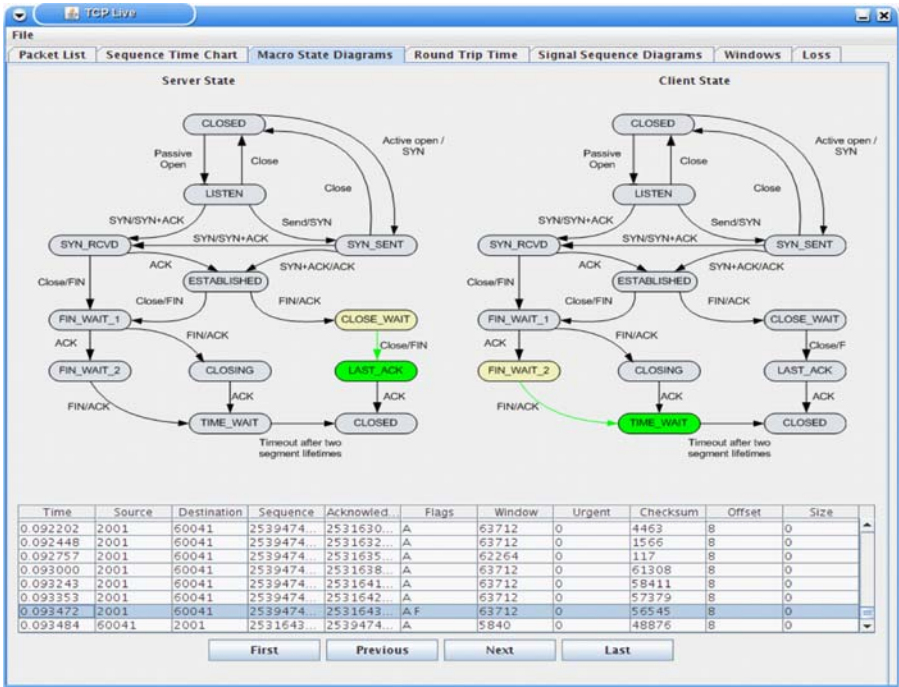 TCP Live
File
Packet List Sequence Time Chart Macro State Diagrams Round Trip Time Signal Sequence Diagrams Windows Loss
Server State
CLOSED
Active open /
SYN
Passive
Open
Close
Close
LISTEN
SYN/SYN+ACK
Send/SYN
SYN_RCVD
SYN/SYN+ACK
SYN_SENT
ACK
SYN+ACK/ACK
ESTABLISHED
Close/FIN
Close/FIN
FIN/ACK
FIN_WAIT_1
CLOSE_WAIT
ACK
FIN/ACK
Close/FIN
FIN_WAIT_2
CLOSING
LAST_ACK
FIN/ACK
ACK
ACK
TIME_WAIT
CLOSED
Timeout after two
segment lifetimes
Client State
CLOSED
Active open /
SYN
Passive
Open
Close
Close
LISTEN
SYN/SYN+ACK
Send/SYN
SYN_RCVD
SYN/SYN+ACK
SYN_SENT
ACK
SYN+ACK/ACK
ESTABLISHED
Close/FIN
Close/FIN
FIN/ACK
FIN_WAIT_1
CLOSE_WAIT
ACK
FIN/ACK
Close/F
FIN_WAIT_2
CLOSING
LAST_ACK
FIN/ACK
ACK
ACK
TIME_WAIT
CLOSED
Timeout after two
segment lifetimes
Time Source Destination Sequence Acknowled... Flags Window Urgent Checksum Offset Size
0.092202 2001 60041 2539474... 2531630... A 63712 0 4463 8 0
0.092448 2001 60041 2539474... 2531632... A 63712 0 1566 8 0
0.092757 2001 60041 2539474... 2531635... A 62264 0 117 8 0
0.093000 2001 60041 2539474... 2531638... A 63712 0 61308 8 0
0.093243 2001 60041 2539474... 2531641... A 63712 0 58411 8 0
0.093353 2001 60041 2539474... 2531642... A 63712 0 57379 8 0
0.093472 2001 60041 2539474... 2531643... A F 63712 0 56545 8 0
0.093484 60041 2001 2531643... 2539474... A 5840 0 48876 8 0
First Previous Next Last